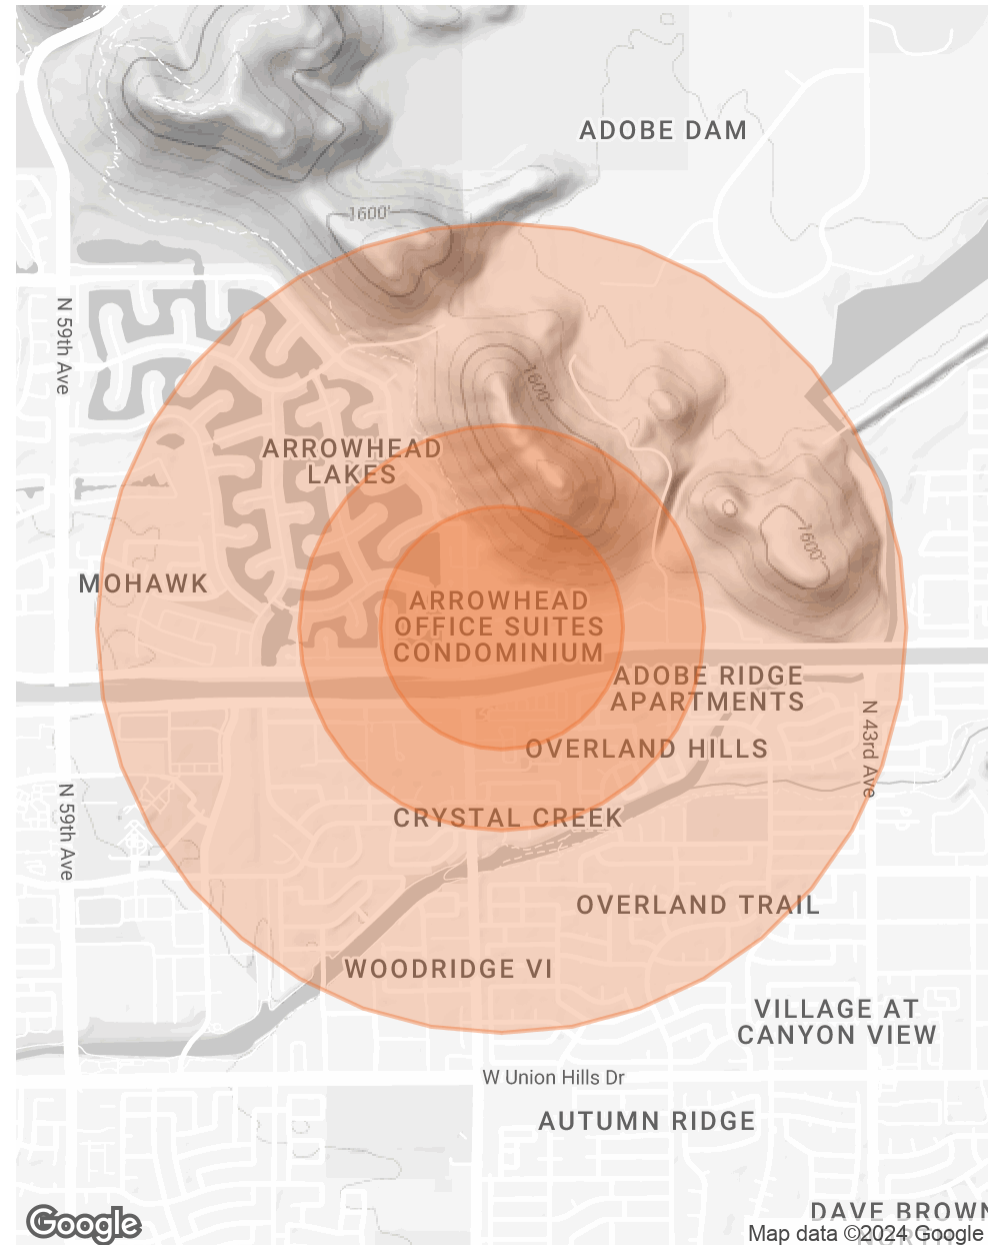 ADOBE DAM
1600'
N 59th Ave
1600'
ARROWHEAD
LAKES
1600'
MOHAWK
ARROWHEAD
OFFICE SUITES
CONDOMINIUM
ADOBE RIDGE
APARTMENTS
N 43rd Ave
OVERLAND HILLS
N 59th Ave
CRYSTAL CREEK
OVERLAND TRAIL
WOODRIDGE VI
VILLAGE AT
CANYON VIEW
W Union Hills Dr
AUTUMN RIDGE
DAVE BROWN
Google
Map data ©2024 Google